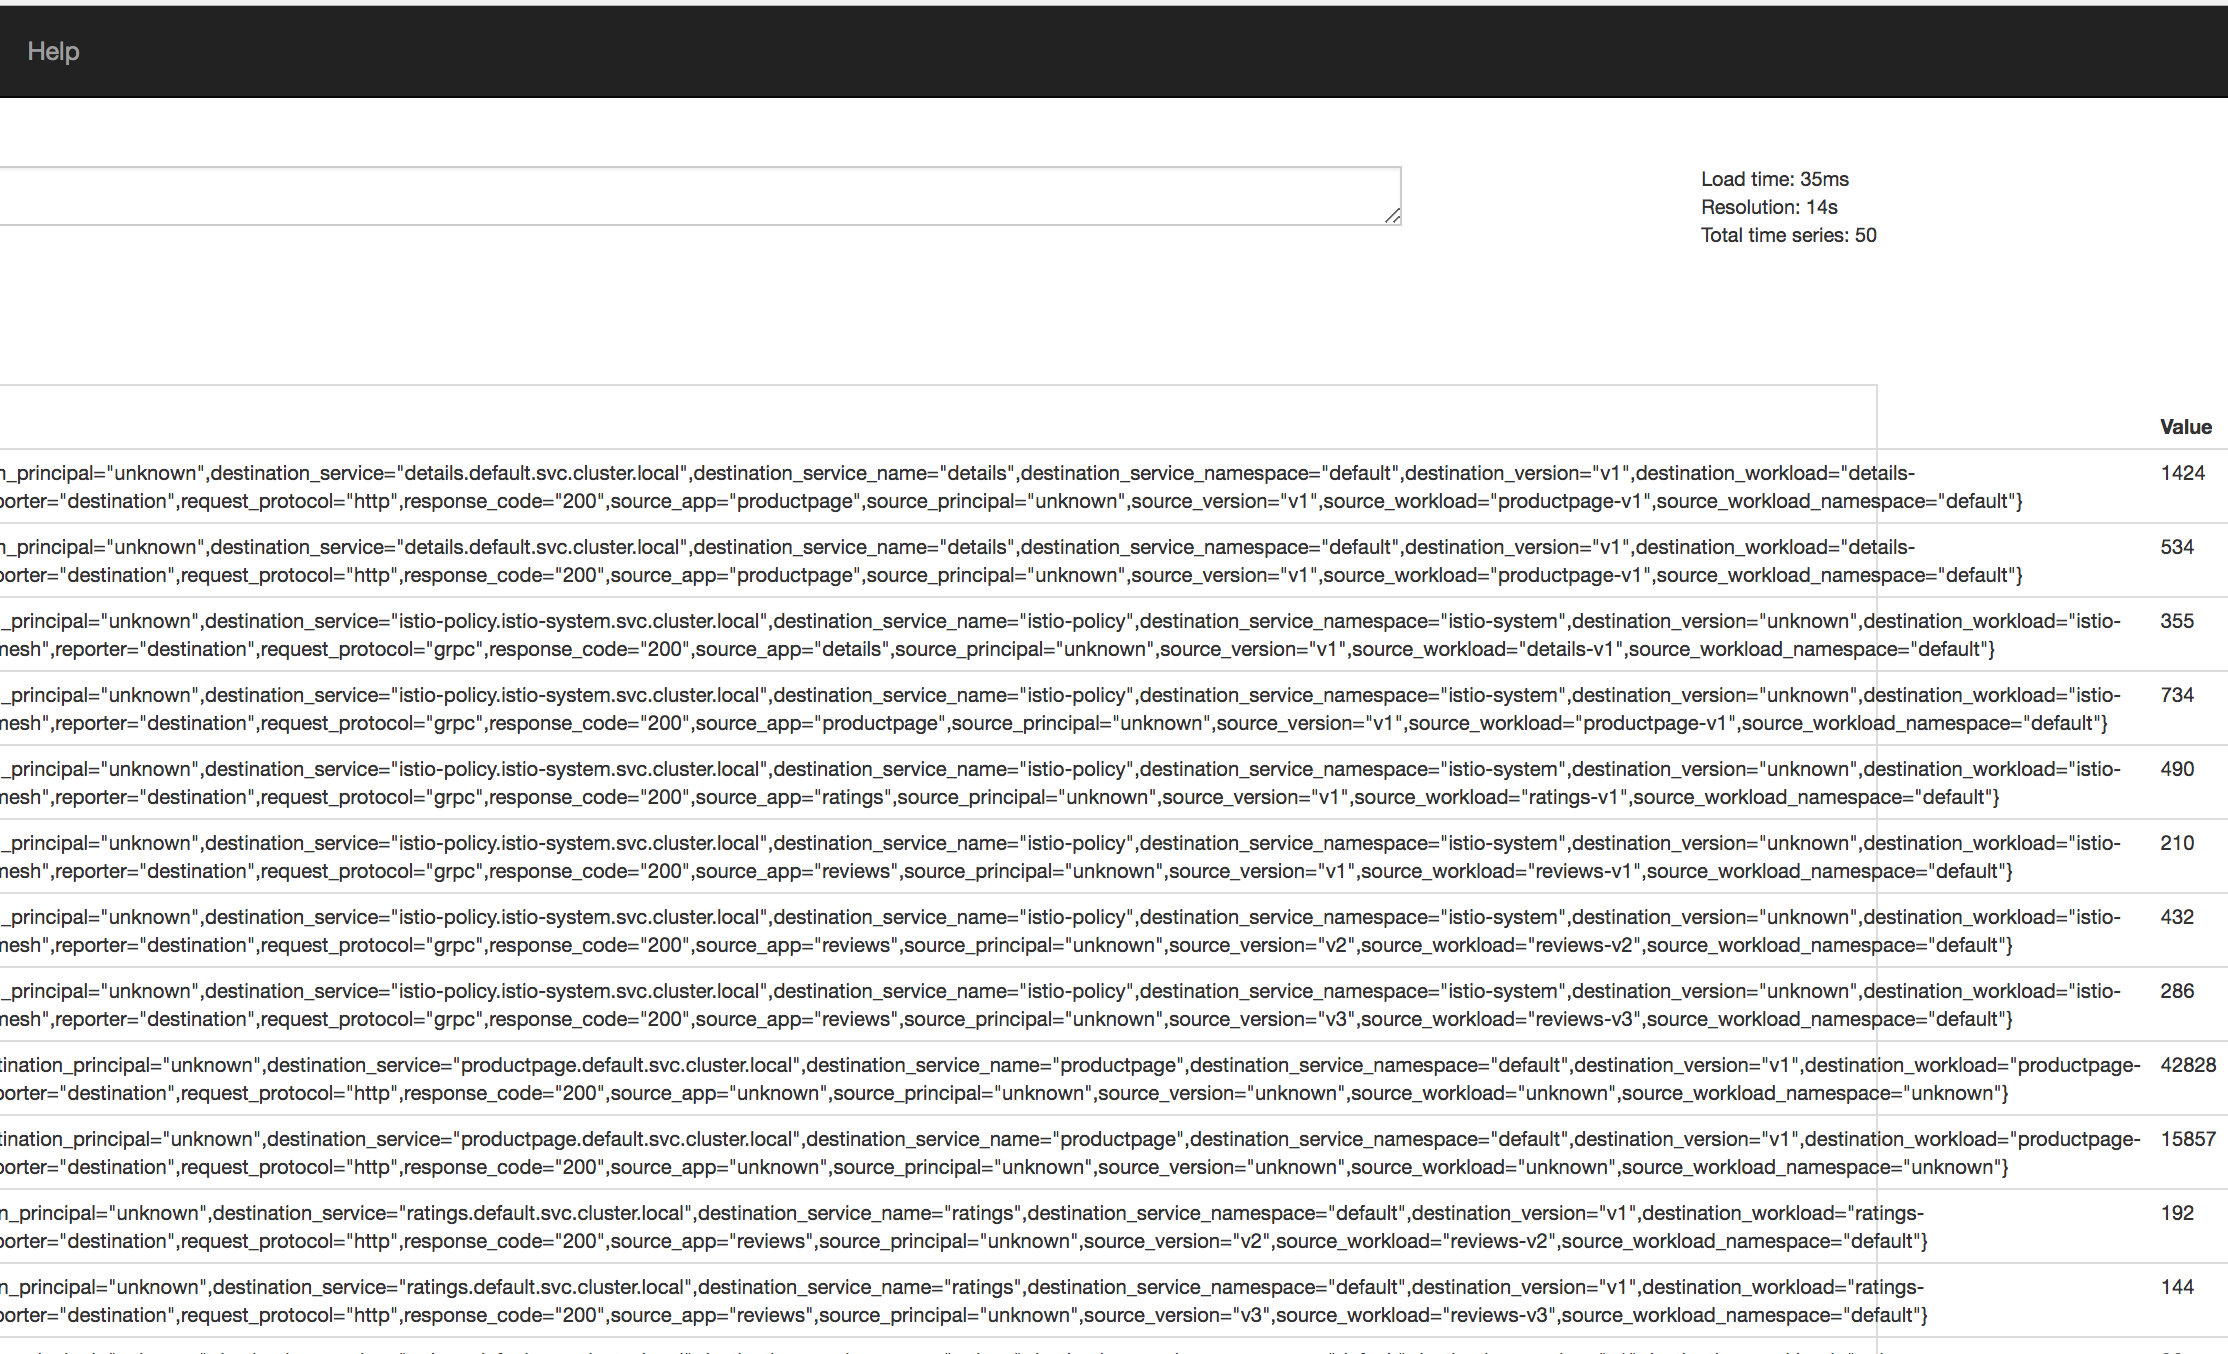 Help
Load time: 35ms
Resolution: 14s
Total time series: 50
Value
_principal="unknown",destination_service="details.default.svc.cluster.local",destination_service_name="details",destination_service_namespace="default",destination_version="v1",destination_workload="details- 1424
orter="destination",request_protocol="http",response_code="200",source_app="productpage",source_principal="unknown",source_version="v1",source_workload="productpage-v1",source_workload_namespace="default"}
_principal="unknown",destination_service="details.default.svc.cluster.local",destination_service_name="details",destination_service_namespace="default",destination_version="v1",destination_workload="details- 534
orter="destination",request_protocol="http",response_code="200",source_app="productpage",source_principal="unknown",source_version="v1",source_workload="productpage-v1",source_workload_namespace="default"}
_principal="unknown",destination_service="istio-policy.istio-system.svc.cluster.local",destination_service_name="istio-policy",destination_service_namespace="istio-system",destination_version="unknown",destination_workload="istio- 355
mesh",reporter="destination",request_protocol="grpc",response_code="200",source_app="details",source_principal="unknown",source_version="v1",source_workload="details-v1",source_workload_namespace="default"}
_principal="unknown",destination_service="istio-policy.istio-system.svc.cluster.local",destination_service_name="istio-policy",destination_service_namespace="istio-system",destination_version="unknown",destination_workload="istio- 734
mesh",reporter="destination",request_protocol="grpc",response_code="200",source_app="productpage",source_principal="unknown",source_version="v1",source_workload="productpage-v1",source_workload_namespace="default"}
_principal="unknown",destination_service="istio-policy.istio-system.svc.cluster.local",destination_service_name="istio-policy",destination_service_namespace="istio-system",destination_version="unknown",destination_workload="istio- 490
mesh",reporter="destination",request_protocol="grpc",response_code="200",source_app="ratings",source_principal="unknown",source_version="v1",source_workload="ratings-v1",source_workload_namespace="default"}
_principal="unknown",destination_service="istio-policy.istio-system.svc.cluster.local",destination_service_name="istio-policy",destination_service_namespace="istio-system",destination_version="unknown",destination_workload="istio- 210
mesh",reporter="destination",request_protocol="grpc",response_code="200",source_app="reviews",source_principal="unknown",source_version="v1",source_workload="reviews-v1",source_workload_namespace="default"}
_principal="unknown",destination_service="istio-policy.istio-system.svc.cluster.local",destination_service_name="istio-policy",destination_service_namespace="istio-system",destination_version="unknown",destination_workload="istio- 432
mesh",reporter="destination",request_protocol="grpc",response_code="200",source_app="reviews",source_principal="unknown",source_version="v2",source_workload="reviews-v2",source_workload_namespace="default"}
_principal="unknown",destination_service="istio-policy.istio-system.svc.cluster.local",destination_service_name="istio-policy",destination_service_namespace="istio-system",destination_version="unknown",destination_workload="istio- 286
mesh",reporter="destination",request_protocol="grpc",response_code="200",source_app="reviews",source_principal="unknown",source_version="v3",source_workload="reviews-v3",source_workload_namespace="default"}
tination_principal="unknown",destination_service="productpage.default.svc.cluster.local",destination_service_name="productpage",destination_service_namespace="default",destination_version="v1",destination_workload="productpage- 42828
orter="destination",request_protocol="http",response_code="200",source_app="unknown",source_principal="unknown",source_version="unknown",source_workload="unknown",source_workload_namespace="unknown"}
tination_principal="unknown",destination_service="productpage.default.svc.cluster.local",destination_service_name="productpage",destination_service_namespace="default",destination_version="v1",destination_workload="productpage- 15857
orter="destination",request_protocol="http",response_code="200",source_app="unknown",source_principal="unknown",source_version="unknown",source_workload="unknown",source_workload_namespace="unknown"}
_principal="unknown",destination_service="ratings.default.svc.cluster.local",destination_service_name="ratings",destination_service_namespace="default",destination_version="v1",destination_workload="ratings- 192
orter="destination",request_protocol="http",response_code="200",source_app="reviews",source_principal="unknown",source_version="v2",source_workload="reviews-v2",source_workload_namespace="default"}
_principal="unknown",destination_service="ratings.default.svc.cluster.local",destination_service_name="ratings",destination_service_namespace="default",destination_version="v1",destination_workload="ratings- 144
orter="destination",request_protocol="http",response_code="200",source_app="reviews",source_principal="unknown",source_version="v3",source_workload="reviews-v3",source_workload_namespace="default"}